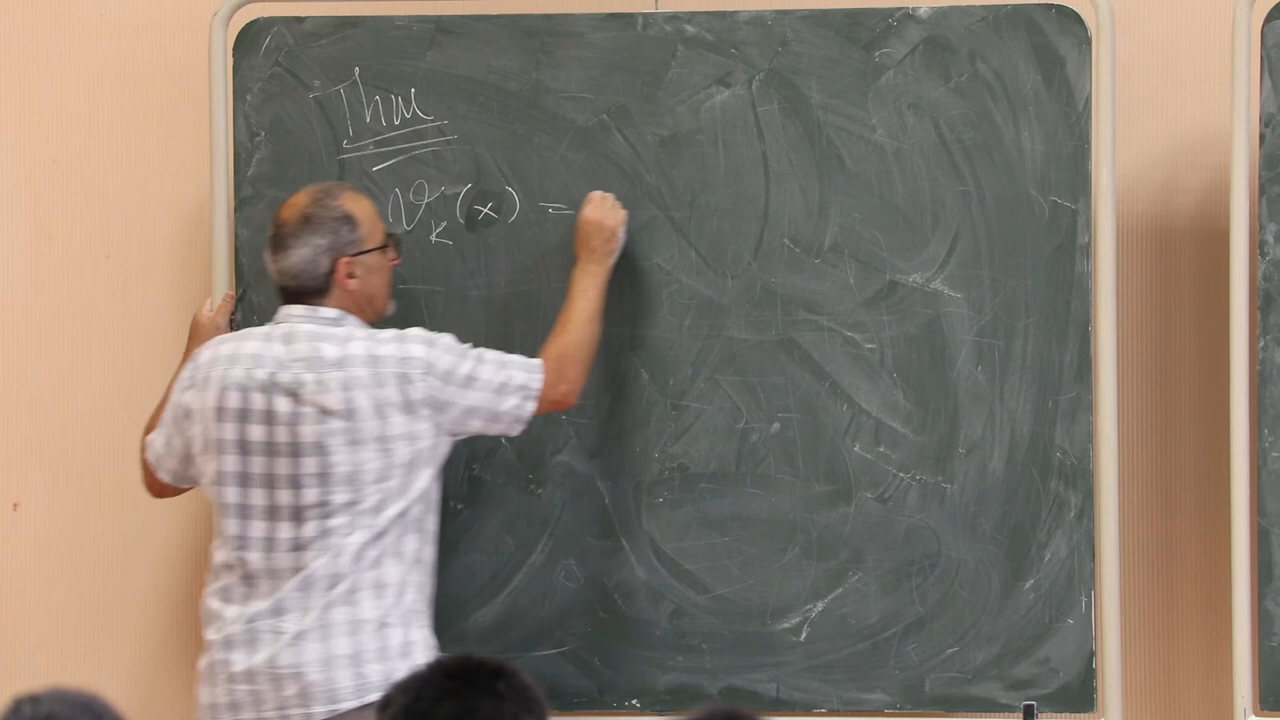 Thm
ϑ_k(x) =